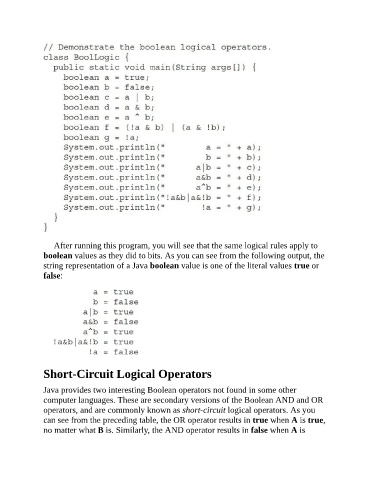 // Demonstrate the boolean logical operators.
class BoolLogic {
  public static void main(String args[]) {
    boolean a = true;
    boolean b = false;
    boolean c = a | b;
    boolean d = a & b;
    boolean e = a ^ b;
    boolean f = (!a & b) | (a & !b);
    boolean g = !a;
    System.out.println("        a = " + a);
    System.out.println("        b = " + b);
    System.out.println("      a|b = " + c);
    System.out.println("      a&b = " + d);
    System.out.println("      a^b = " + e);
    System.out.println("!a&b|a&!b = " + f);
    System.out.println("       !a = " + g);
  }
}
After running this program, you will see that the same logical rules apply to
boolean values as they did to bits. As you can see from the following output, the
string representation of a Java boolean value is one of the literal values true or
false:
        a = true
        b = false
      a|b = true
      a&b = false
      a^b = true
!a&b|a&!b = true
       !a = false
Short-Circuit Logical Operators
Java provides two interesting Boolean operators not found in some other
computer languages. These are secondary versions of the Boolean AND and OR
operators, and are commonly known as short-circuit logical operators. As you
can see from the preceding table, the OR operator results in true when A is true,
no matter what B is. Similarly, the AND operator results in false when A is